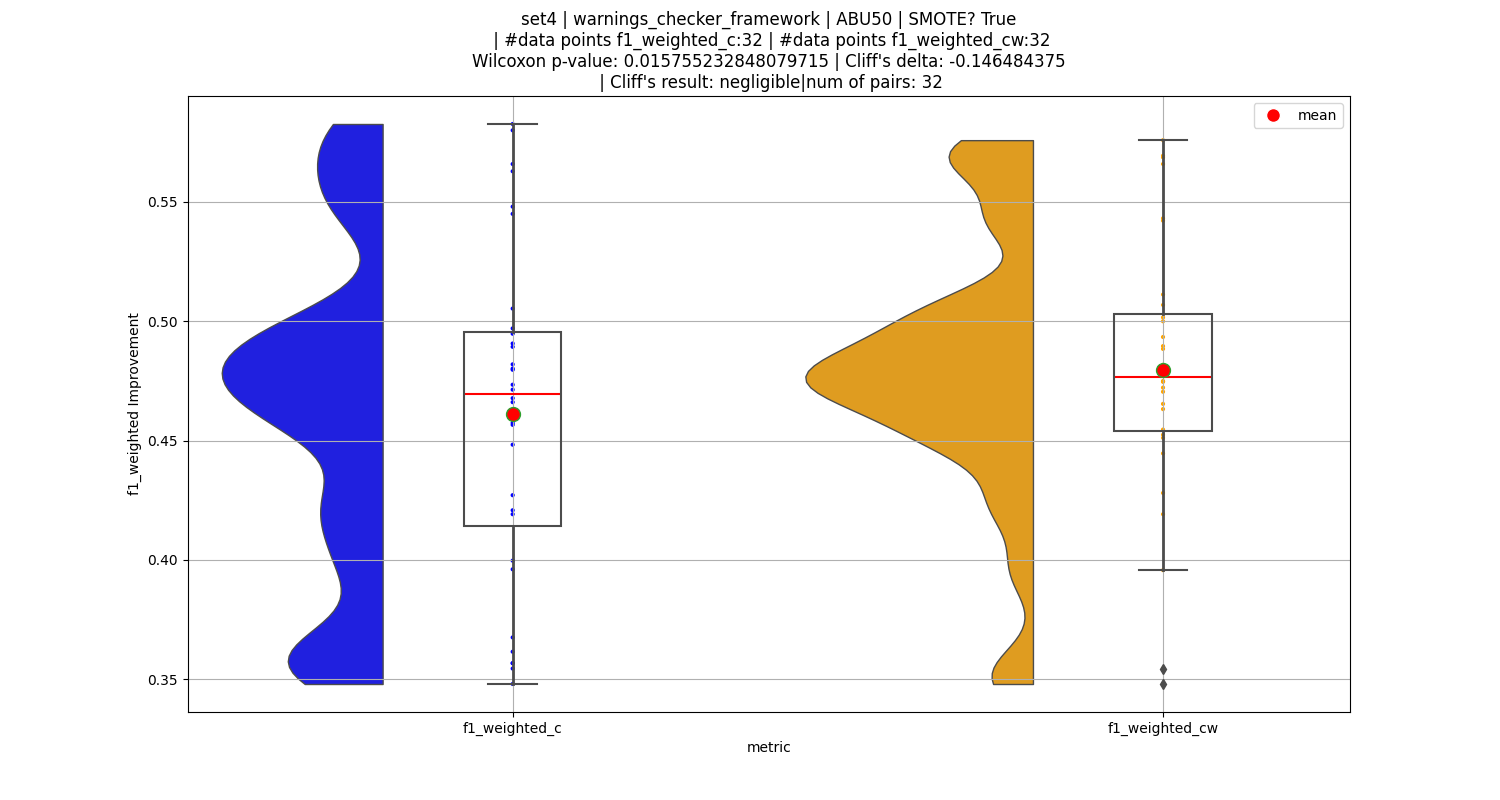 set4 | warnings_checker_framework | ABU50 | SMOTE? True
| #data points f1_weighted_c:32 | #data points f1_weighted_cw:32
Wilcoxon p-value: 0.015755232848079715 | Cliff's delta: -0.146484375
| Cliff's result: negligible|num of pairs: 32
mean
f1_weighted Improvement
0.55
0.50
0.45
0.40
0.35
f1_weighted_c
f1_weighted_cw
metric